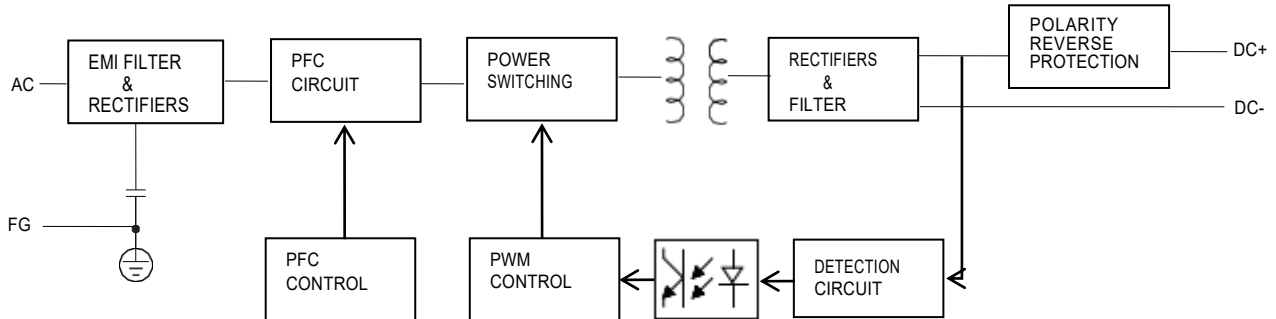 AC
EMI FILTER
&
RECTIFIERS
PFC
CIRCUIT
POWER
SWITCHING
RECTIFIERS
&
FILTER
POLARITY
REVERSE
PROTECTION
DC+
DC-
FG
PFC
CONTROL
PWM
CONTROL
DETECTION
CIRCUIT